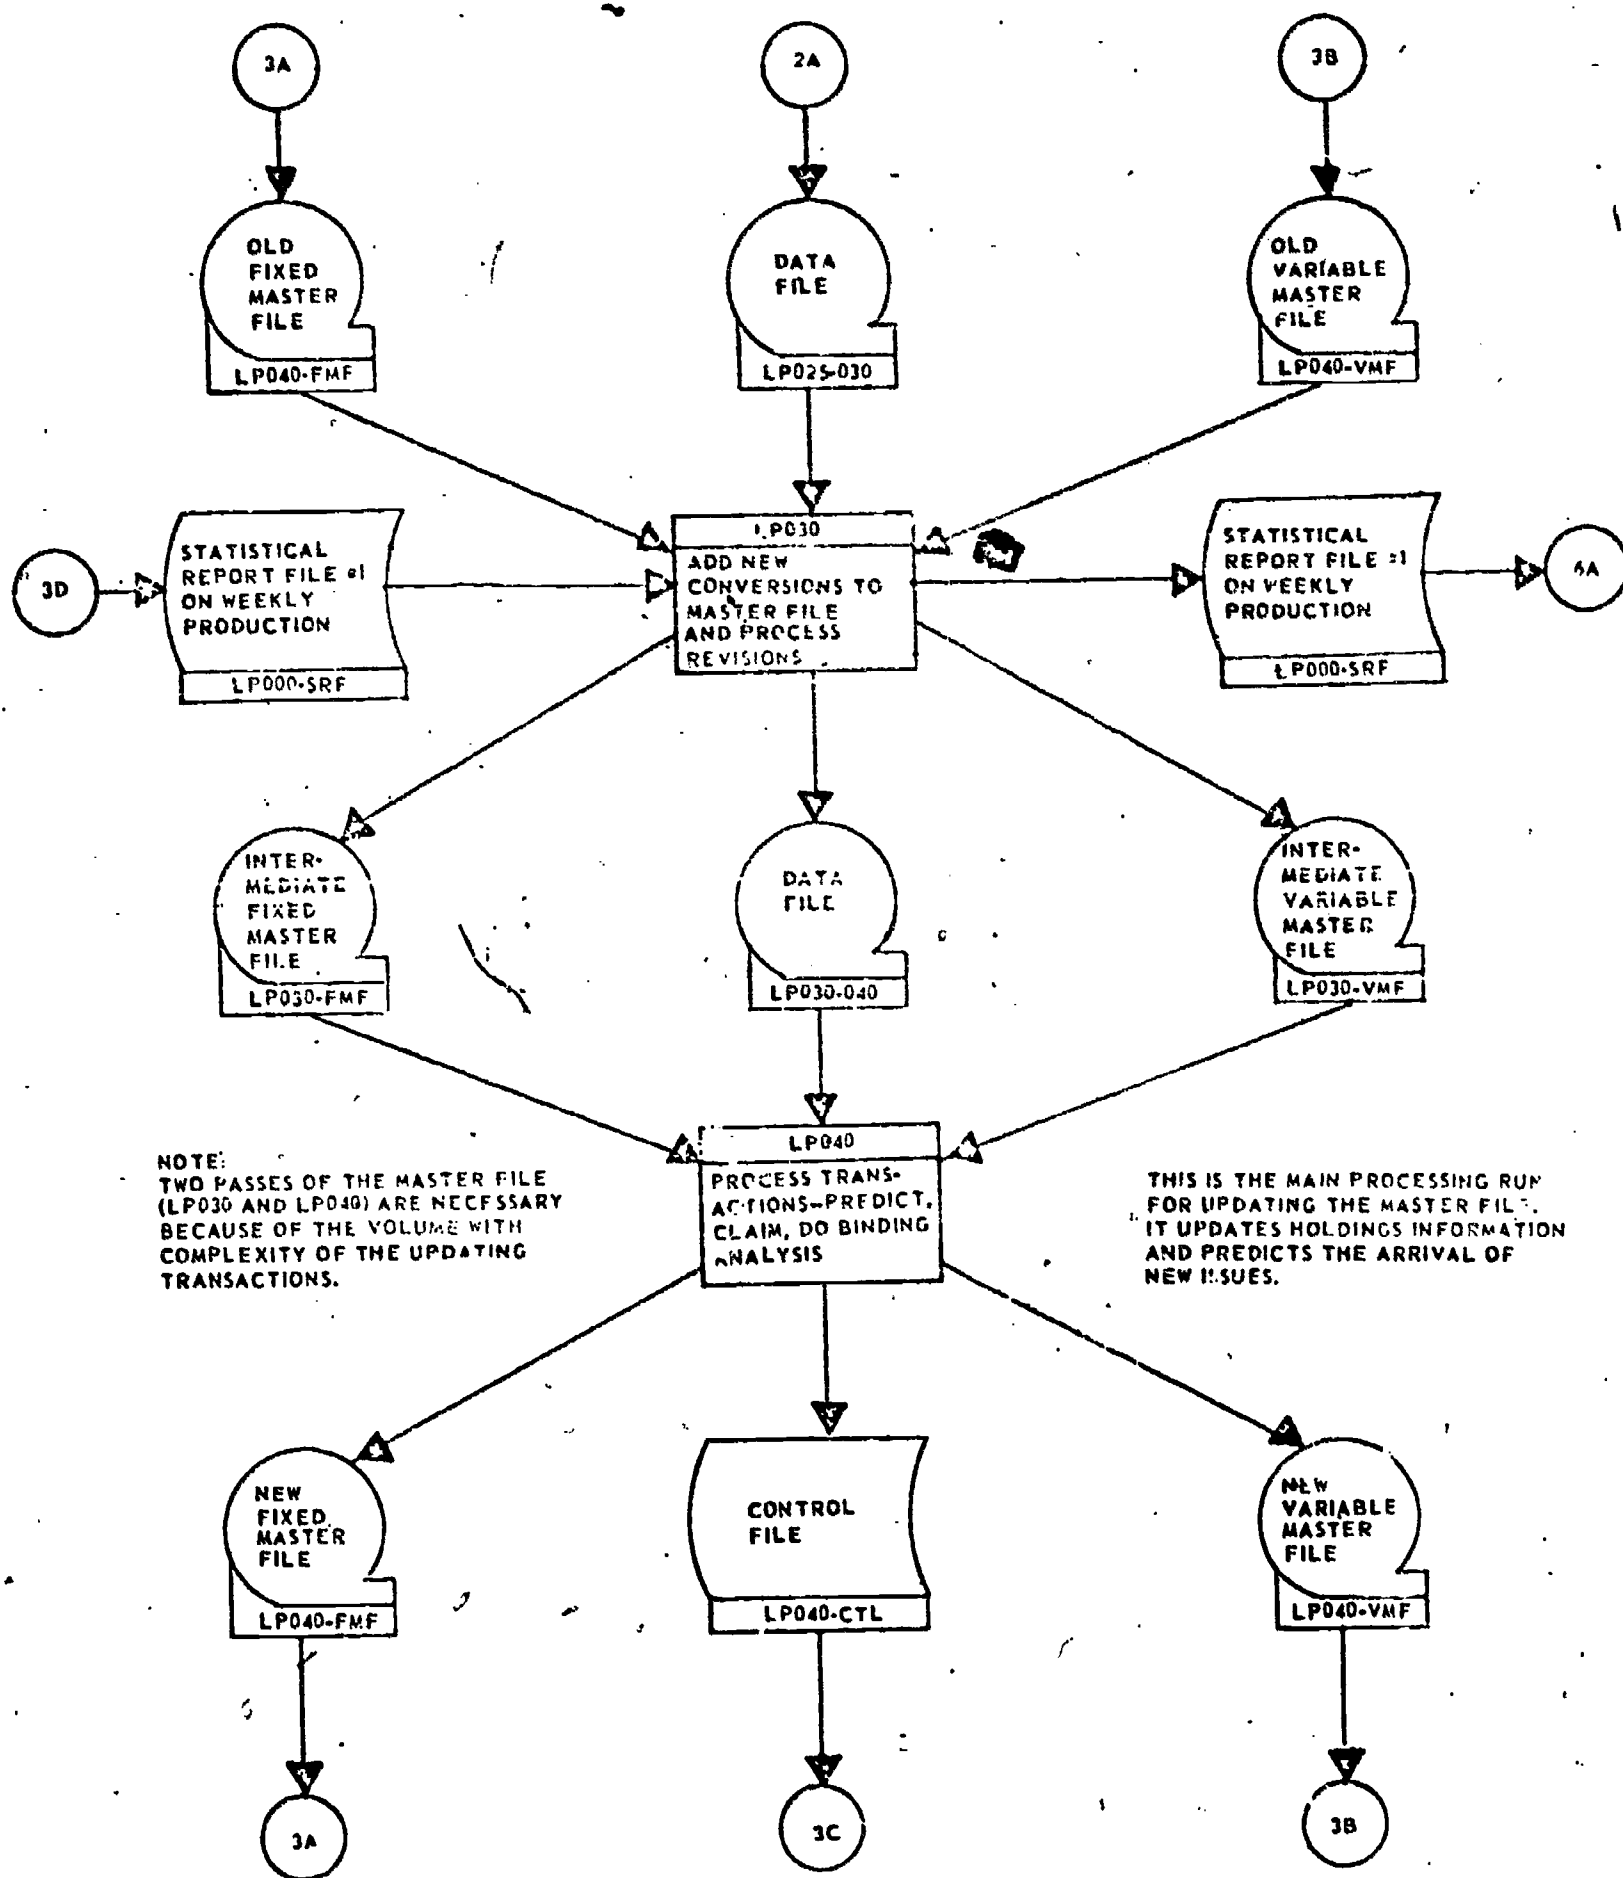 3A
2A
3B
OLD
FIXED
MASTER
FILE
LP040-FMF
DATA
FILE
LP025-030
OLD
VARIABLE
MASTER
FILE
LP040-VMF
3D
STATISTICAL
REPORT FILE #1
ON WEEKLY
PRODUCTION
LP000-SRF
LP030
ADD NEW
CONVERSIONS TO
MASTER FILE
AND PROCESS
REVISIONS
STATISTICAL
REPORT FILE #1
ON WEEKLY
PRODUCTION
LP000-SRF
INTER-
MEDIATE
FIXED
MASTER
FILE
LP030-FMF
DATA
FILE
LP030-040
INTER-
MEDIATE
VARIABLE
MASTER
FILE
LP030-VMF
NOTE:
TWO PASSES OF THE MASTER FILE
(LP030 AND LP040) ARE NECESSARY
BECAUSE OF THE VOLUME WITH
COMPLEXITY OF THE UPDATING
TRANSACTIONS.
LP040
PROCESS TRANS-
ACTIONS-PREDICT,
CLAIM, DO BINDING
ANALYSIS
THIS IS THE MAIN PROCESSING RUN
FOR UPDATING THE MASTER FILE.
IT UPDATES HOLDINGS INFORMATION
AND PREDICTS THE ARRIVAL OF
NEW ISSUES.
NEW
FIXED
MASTER
FILE
LP040-FMF
CONTROL
FILE
LP040-CTL
NEW
VARIABLE
MASTER
FILE
LP040-VMF
3A
3C
3B